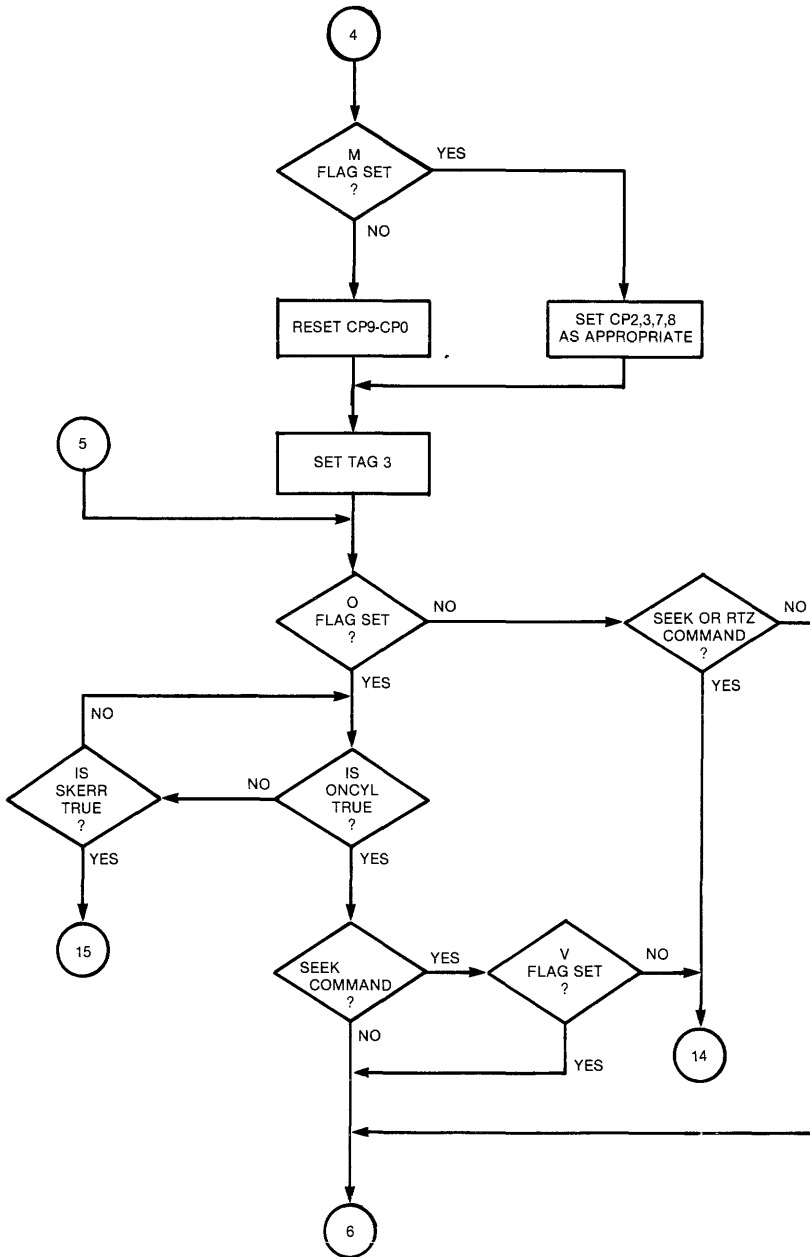 4
M
FLAG SET
?
YES
NO
RESET CP9-CP0
SET CP2,3,7,8
AS APPROPRIATE
5
SET TAG 3
O
FLAG SET
?
NO
YES
SEEK OR RTZ
COMMAND
?
NO
YES
NO
IS
SKERR
TRUE
?
YES
NO
IS
ONCYL
TRUE
?
YES
15
SEEK
COMMAND
?
YES
NO
V
FLAG SET
?
NO
YES
14
6